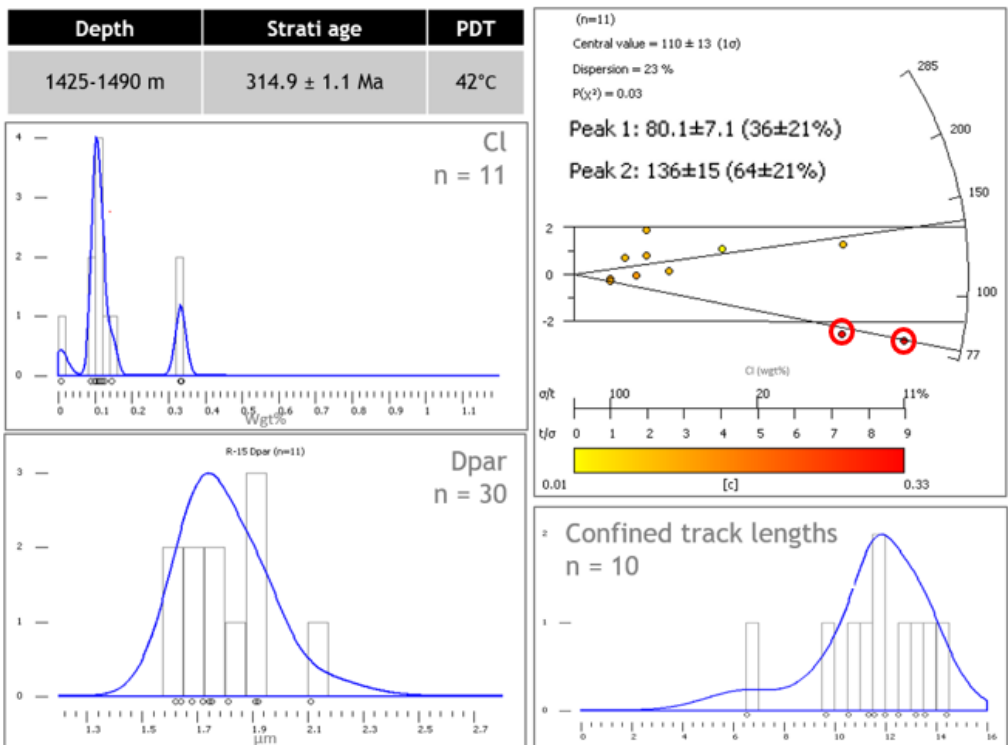 Depth Strati age PDT
1425-1490 m 314.9 ± 1.1 Ma 42°C
Cl
n = 11
4
3
2
1
0
0 0.1 0.2 0.3 0.4 0.5 0.6 0.7 0.8 0.9 1 1.1
Wgt%
R-15 Dpar (n=11)
Dpar
n = 30
3
2
1
0
1.3 1.5 1.7 1.9 2.1 2.3 2.5 2.7
µm
(n=11)
Central value = 110 ± 13 (1σ)
Dispersion = 23 %
P(χ²) = 0.03
Peak 1: 80.1±7.1 (36±21%)
Peak 2: 136±15 (64±21%)
285
200
150
100
77
2
0
-2
Cl (wgt%)
σ/t 100 20 11%
t/σ 0 1 2 3 4 5 6 7 8 9
0.01 [c] 0.33
Confined track lengths
n = 10
2
1
0
0 2 4 6 8 10 12 14 16